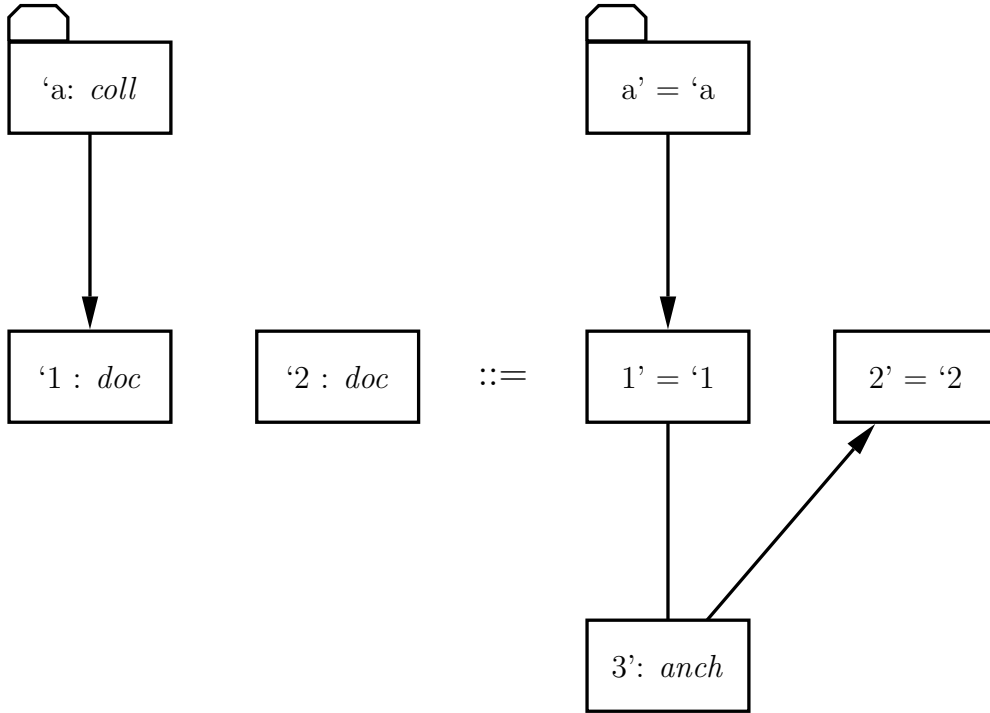 ‘a: coll
a’ = ‘a
‘1 : doc
‘2 : doc
::=
1’ = ‘1
2’ = ‘2
3’: anch